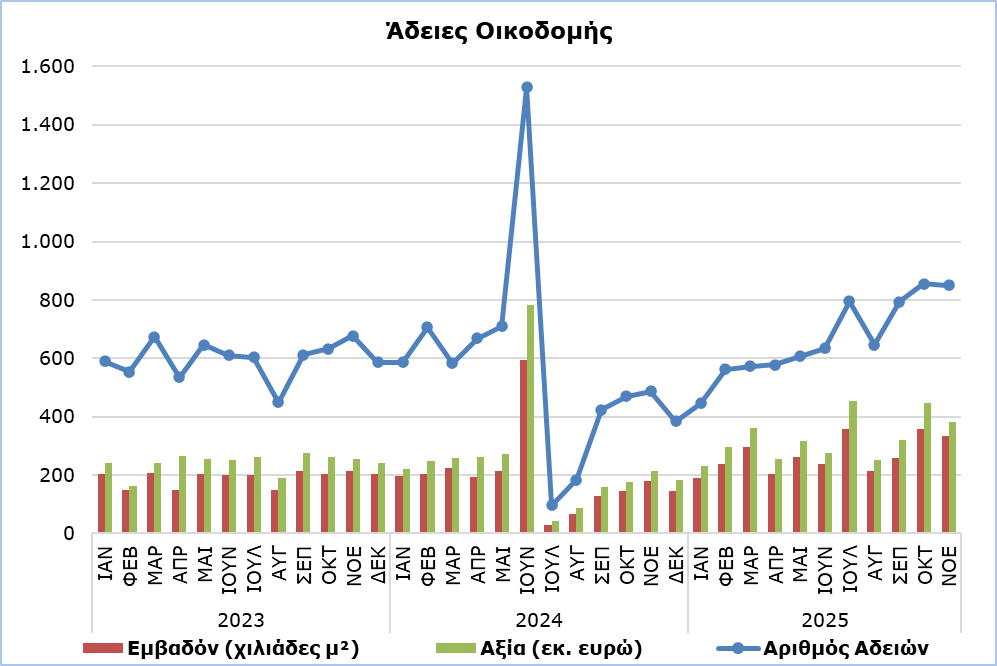 Άδειες Οικοδομής
1.600
1.400
1.200
1.000
800
600
400
200
0
ΙΑΝ ΦΕΒ ΜΑΡ ΑΠΡ ΜΑΙ ΙΟΥΝ ΙΟΥΛ ΑΥΓ ΣΕΠ ΟΚΤ ΝΟΕ ΔΕΚ ΙΑΝ ΦΕΒ ΜΑΡ ΑΠΡ ΜΑΙ ΙΟΥΝ ΙΟΥΛ ΑΥΓ ΣΕΠ ΟΚΤ ΝΟΕ ΔΕΚ ΙΑΝ ΦΕΒ ΜΑΡ ΑΠΡ ΜΑΙ ΙΟΥΝ ΙΟΥΛ ΑΥΓ ΣΕΠ ΟΚΤ ΝΟΕ
2023 2024 2025
Εμβαδόν (χιλιάδες μ²) Αξία (εκ. ευρώ) Αριθμός Αδειών